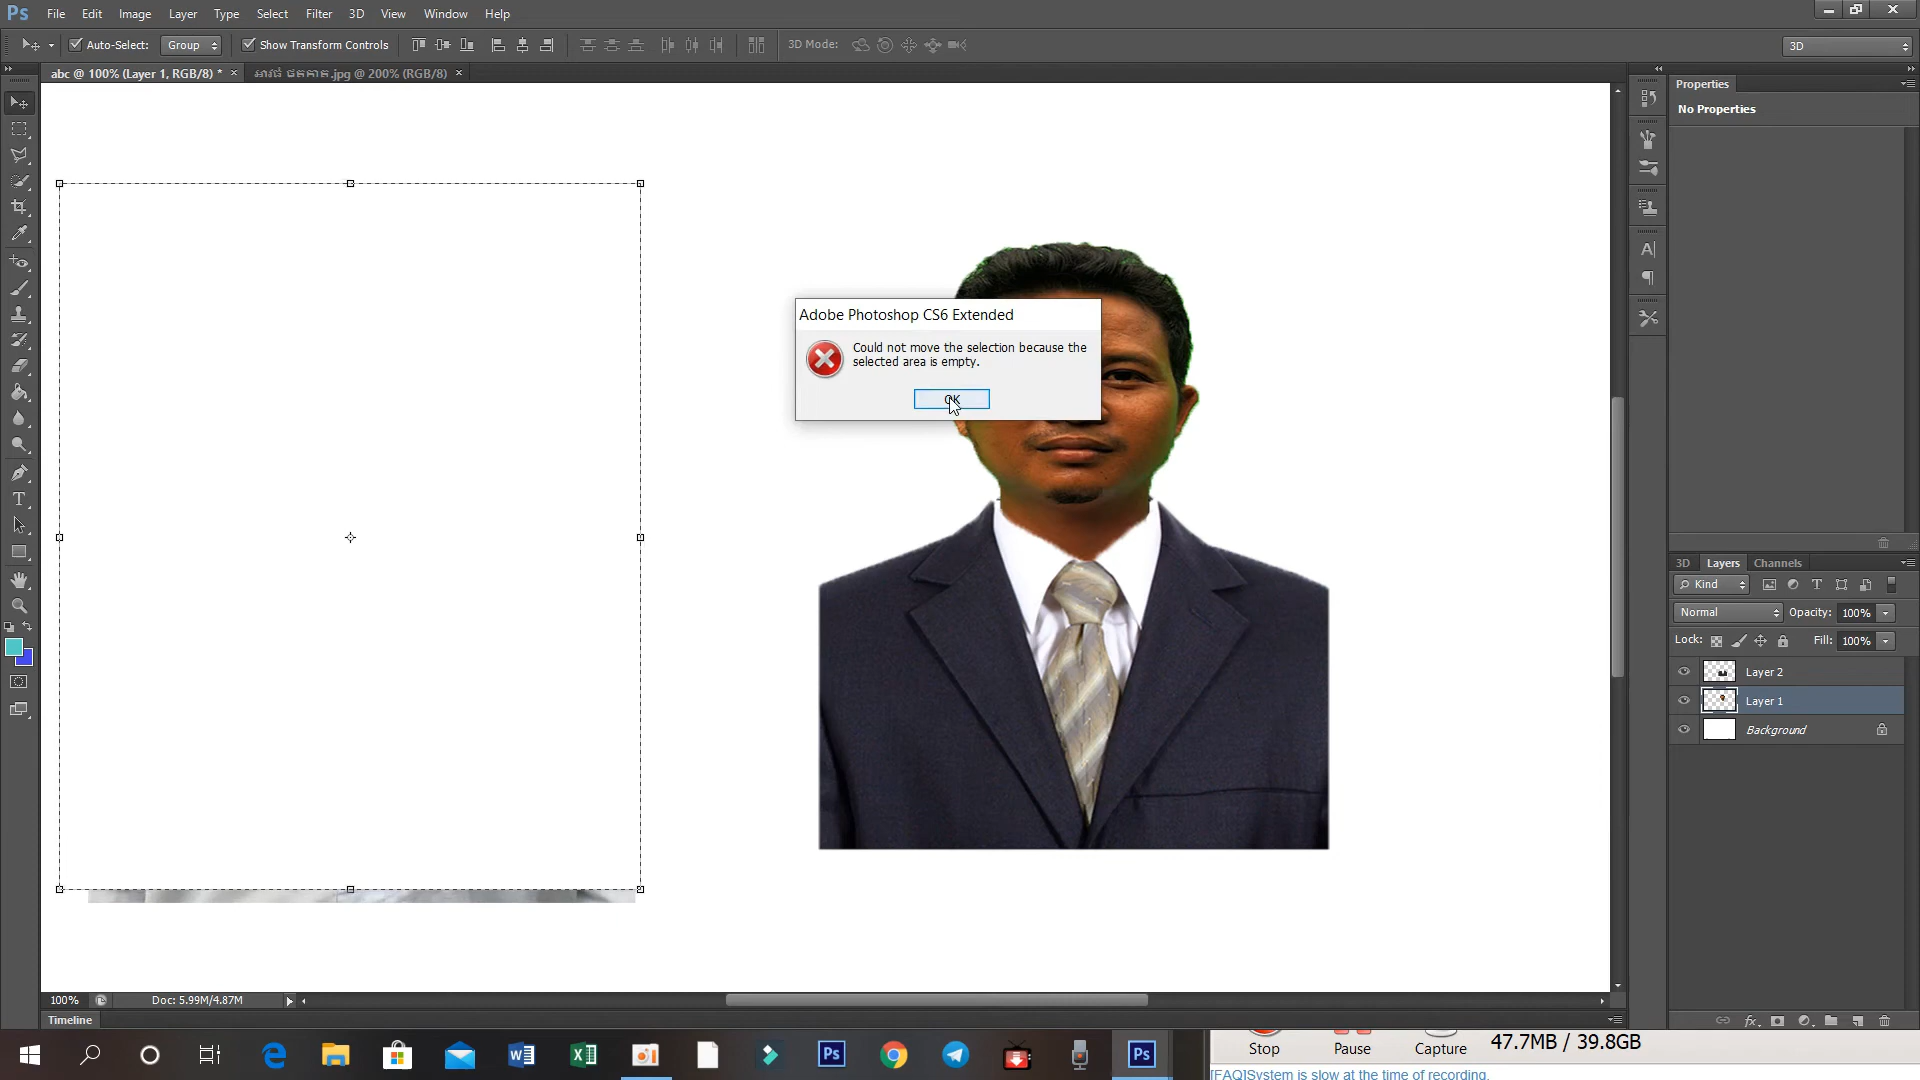 Ps File Edit Image Layer Type Select Filter 3D View Window Help
Auto-Select: Group Show Transform Controls 3D Mode: 3D
abc @ 100% (Layer 1, RGB/8) * × .jpg @ 200% (RGB/8) ×
Properties
No Properties
Adobe Photoshop CS6 Extended
Could not move the selection because the
selected area is empty.
OK
3D Layers Channels
Kind
Normal Opacity: 100%
Lock: Fill: 100%
Layer 2
Layer 1
Background
100% Doc: 5.99M/4.87M
Timeline
Stop Pause Capture 47.7MB / 39.8GB
[FAQ]System is slow at the time of recording.